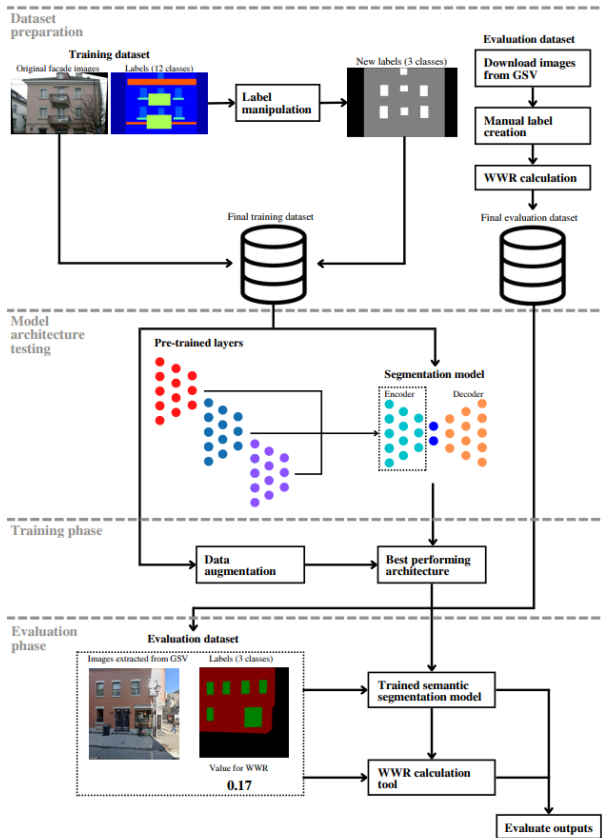 Dataset
preparation
Training dataset
Original facade images
Labels (12 classes)
Label
manipulation
New labels (3 classes)
Evaluation dataset
Download images
from GSV
Manual label
creation
WWR calculation
Final training dataset
Final evaluation dataset
Model
architecture
testing
Pre-trained layers
Segmentation model
Encoder
Decoder
Training phase
Data
augmentation
Best performing
architecture
Evaluation
phase
Evaluation dataset
Images extracted from GSV
Labels (3 classes)
Value for WWR
0.17
Trained semantic
segmentation model
WWR calculation
tool
Evaluate outputs